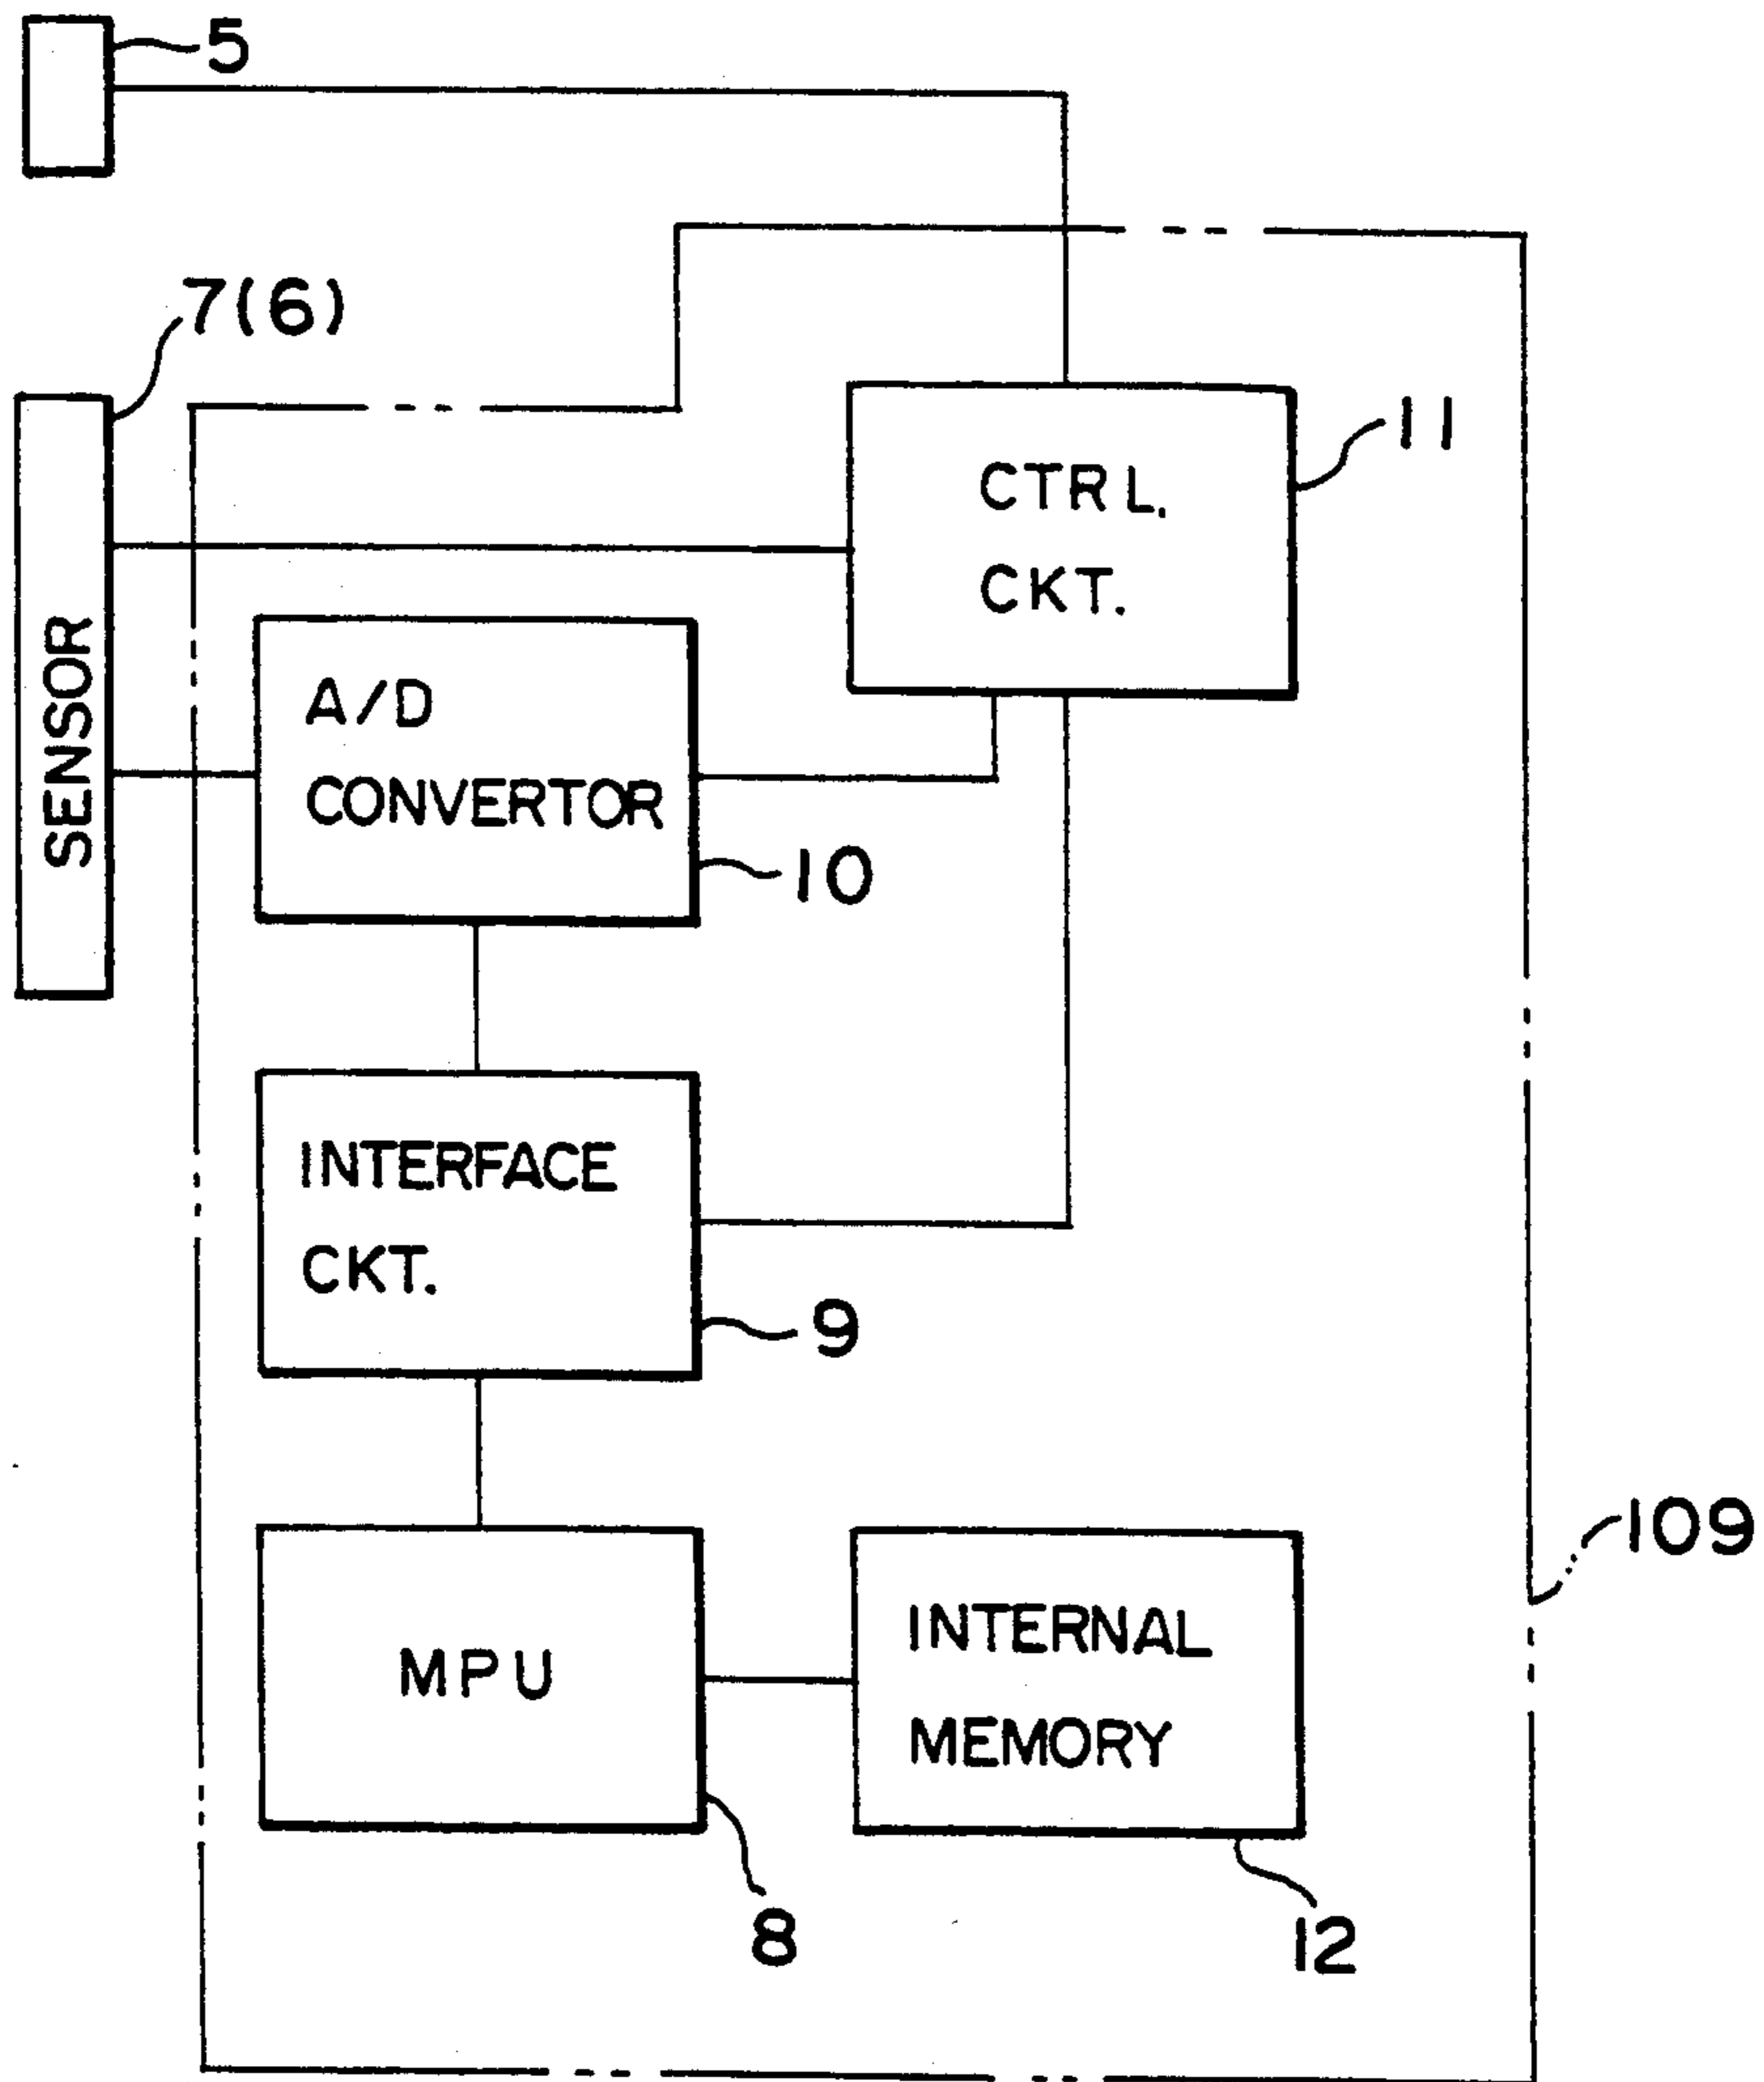 5
7(6)
11
CTRL.
CKT.
SENSOR
A/D
CONVERTOR
10
INTERFACE
CKT.
9
109
MPU
INTERNAL
MEMORY
8
12